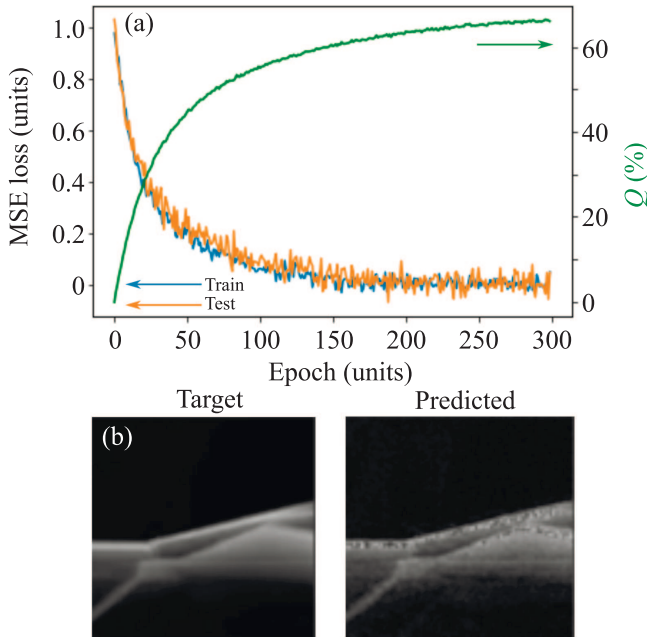 (a)
MSE loss (units)
1.0
0.8
0.6
0.4
0.2
0
Train
Test
60
40
20
0
Q (%)
0 50 100 150 200 250 300
Epoch (units)
Target Predicted
(b)